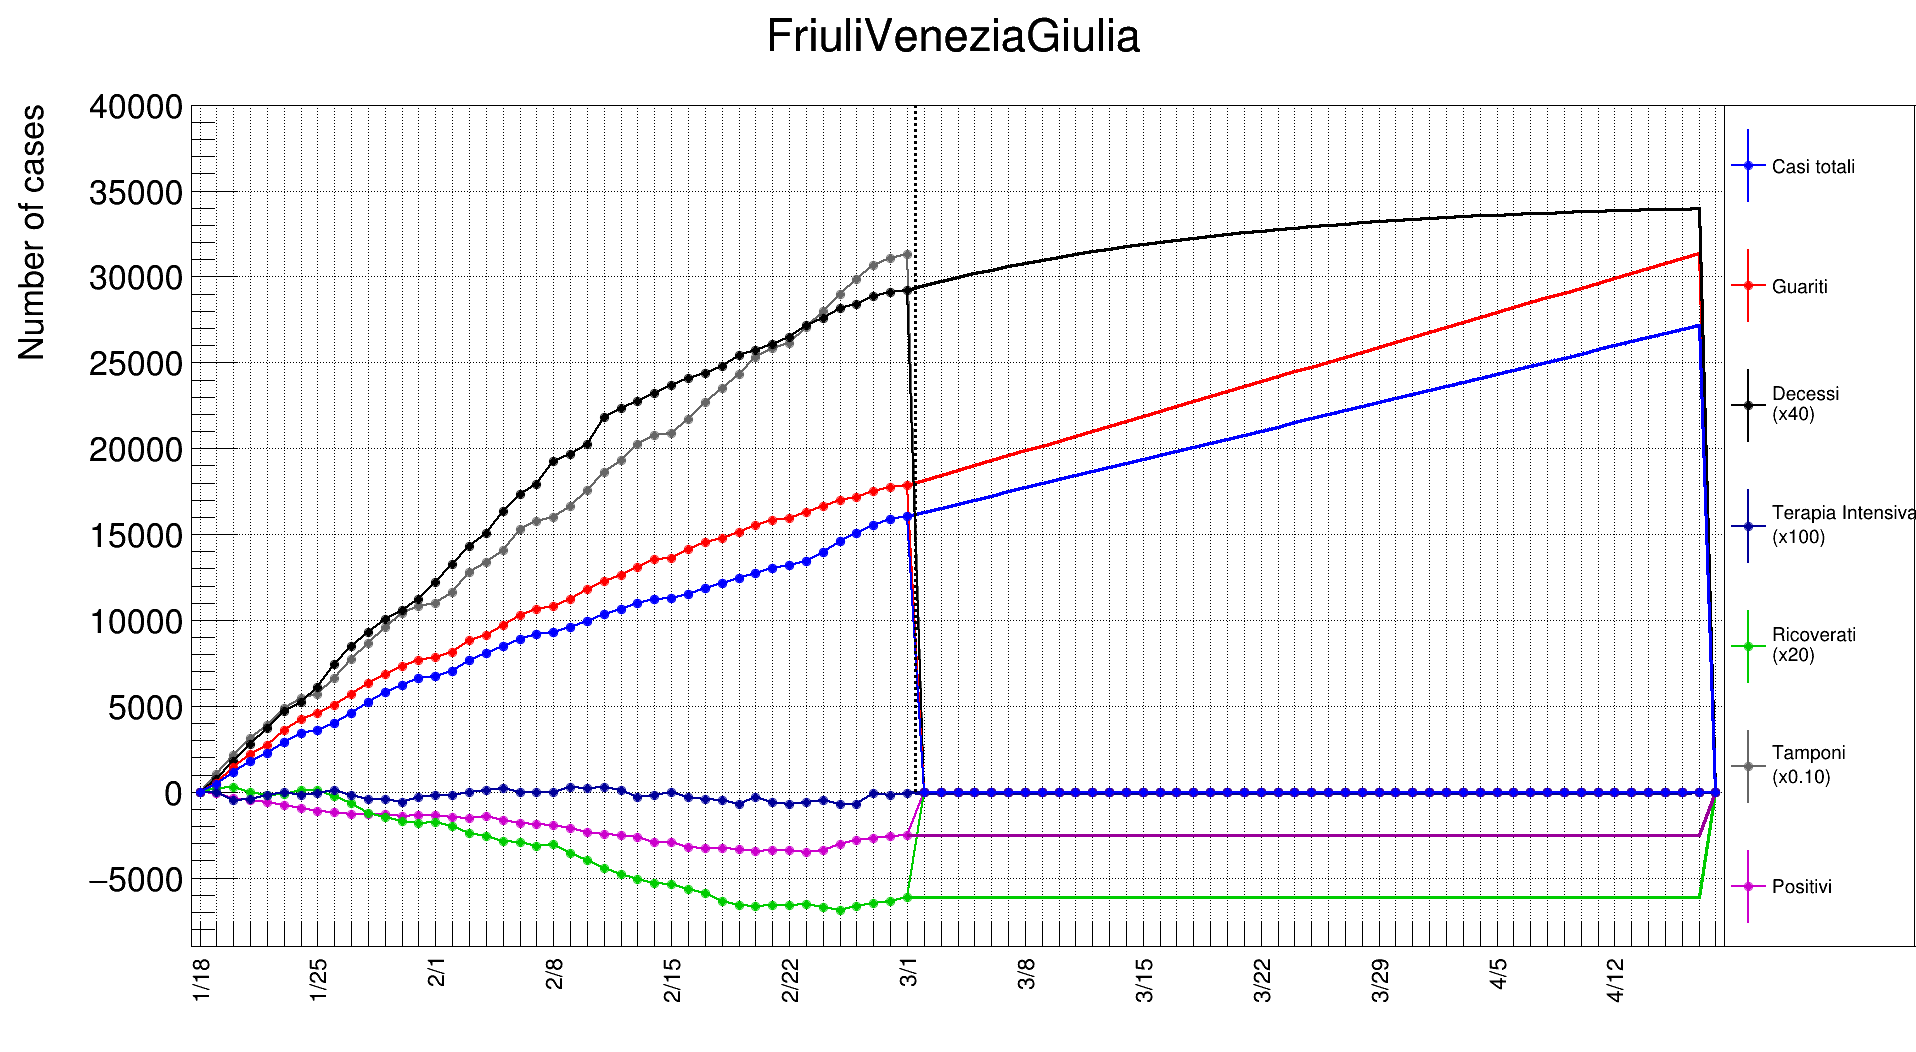 FriuliVeneziaGiulia
Number of cases
40000
35000
30000
25000
20000
15000
10000
5000
0
−5000
1/18
1/25
2/1
2/8
2/15
2/22
3/1
3/8
3/15
3/22
3/29
4/5
4/12
Casi totali
Guariti
Decessi
(x40)
Terapia Intensiva
(x100)
Ricoverati
(x20)
Tamponi
(x0.10)
Positivi